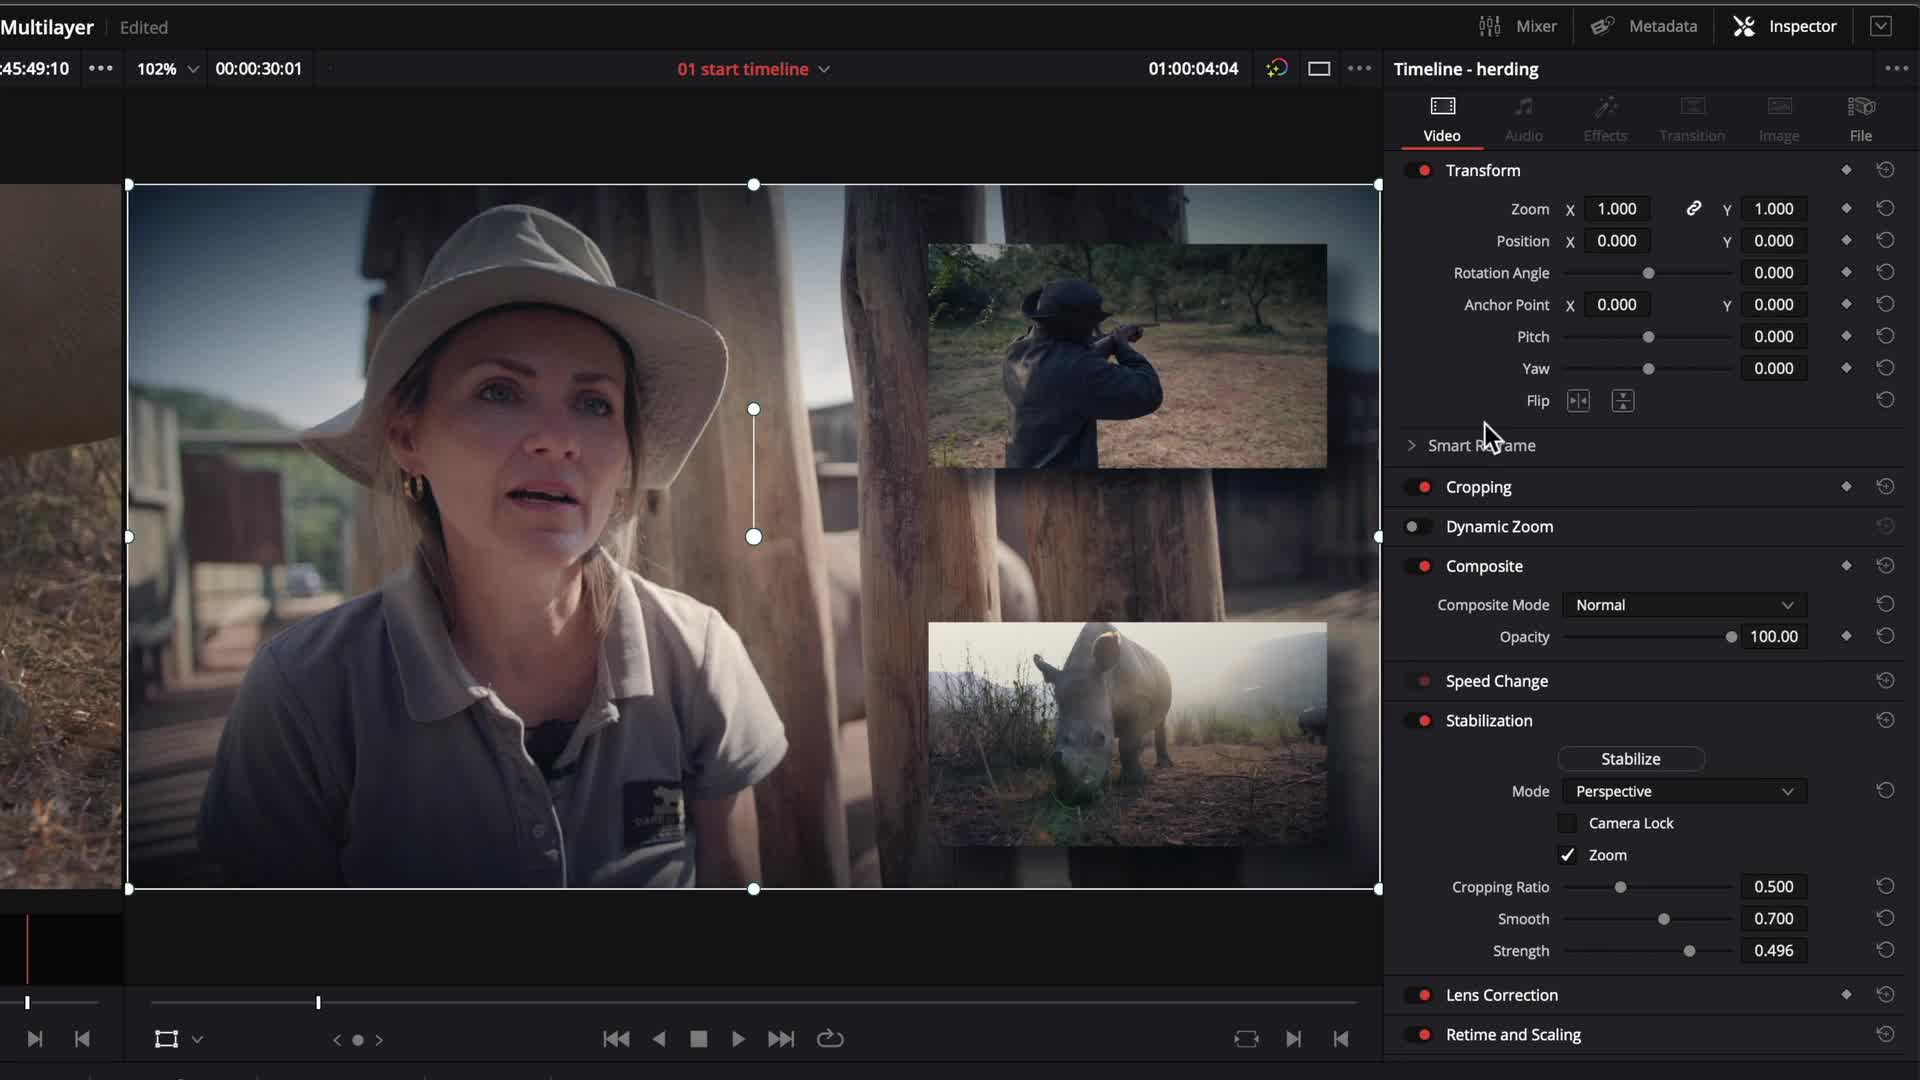 Multilayer Edited Mixer Metadata Inspector
:45:49:10 102% 00:00:30:01 01 start timeline 01:00:04:04 Timeline - herding
Video Audio Effects Transition Image File
Transform
Zoom X 1.000 Y 1.000
Position X 0.000 Y 0.000
Rotation Angle 0.000
Anchor Point X 0.000 Y 0.000
Pitch 0.000
Yaw 0.000
Flip
Smart Reframe
Cropping
Dynamic Zoom
Composite
Composite Mode Normal
Opacity 100.00
Speed Change
Stabilization
Stabilize
Mode Perspective
Camera Lock
Zoom
Cropping Ratio 0.500
Smooth 0.700
Strength 0.496
Lens Correction
Retime and Scaling